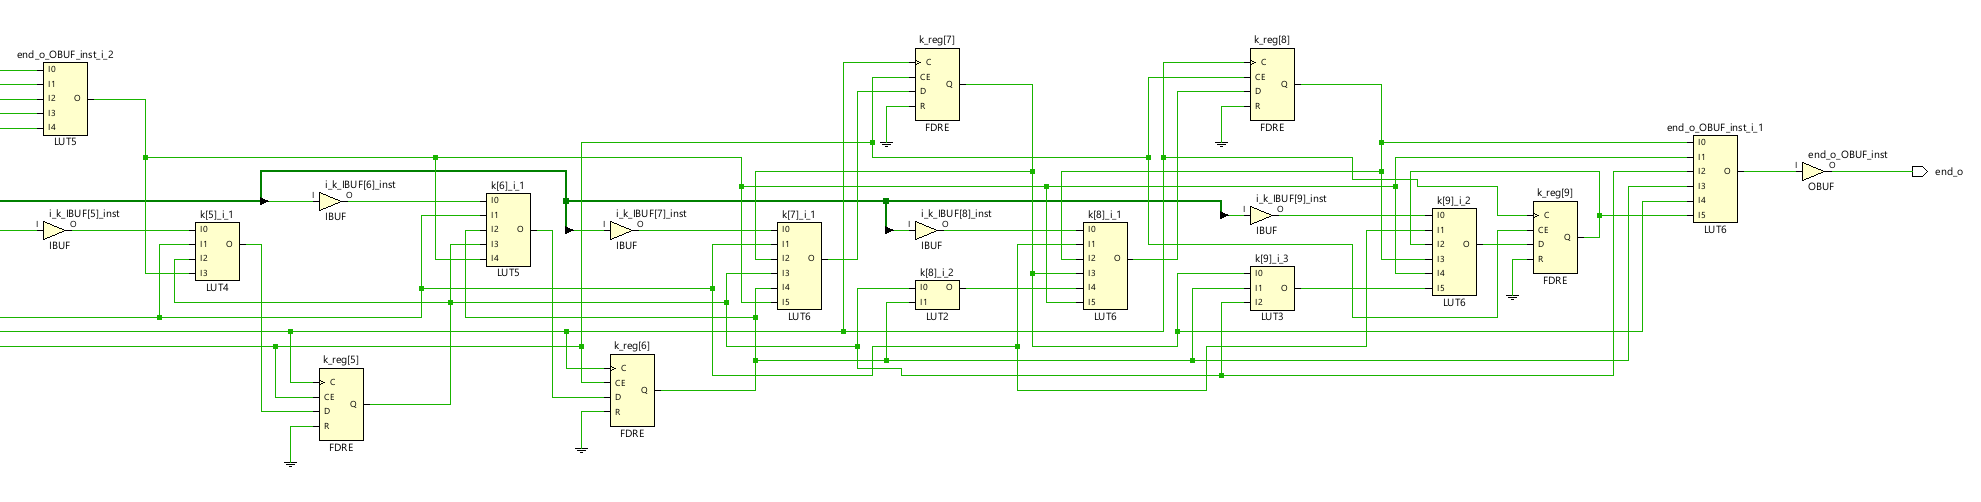 end_o_OBUF_inst_i_2
I0
I1
I2
I3
I4
O
LUT5
i_k_IBUF[5]_inst
I
O
IBUF
k[5]_i_1
I0
I1
I2
I3
O
LUT4
i_k_IBUF[6]_inst
I
O
IBUF
k_reg[5]
C
CE
D
R
Q
FDRE
k[6]_i_1
I0
I1
I2
I3
I4
O
LUT5
i_k_IBUF[7]_inst
I
O
IBUF
k_reg[6]
C
CE
D
R
Q
FDRE
k[7]_i_1
I0
I1
I2
I3
I4
I5
O
LUT6
k_reg[7]
C
CE
D
R
Q
FDRE
i_k_IBUF[8]_inst
I
O
IBUF
k[8]_i_2
I0
I1
O
LUT2
k[8]_i_1
I0
I1
I2
I3
I4
I5
O
LUT6
k_reg[8]
C
CE
D
R
Q
FDRE
i_k_IBUF[9]_inst
I
O
IBUF
k[9]_i_3
I0
I1
I2
O
LUT3
k[9]_i_2
I0
I1
I2
I3
I4
I5
O
LUT6
k_reg[9]
C
CE
D
R
Q
FDRE
end_o_OBUF_inst_i_1
I0
I1
I2
I3
I4
I5
O
LUT6
end_o_OBUF_inst
I
O
OBUF
end_o